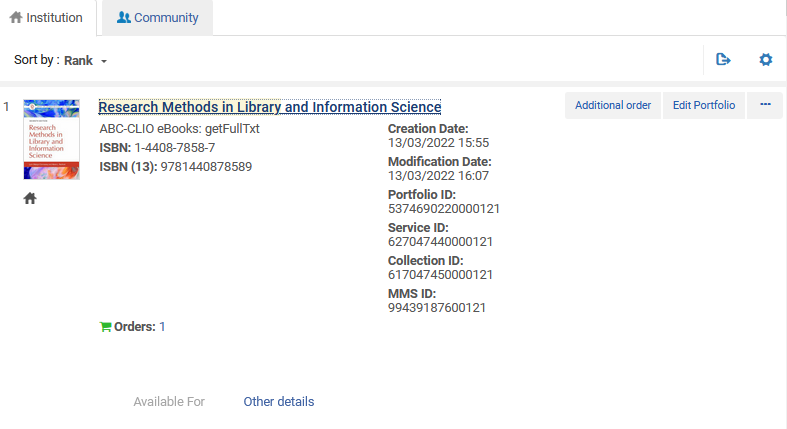 Institution
Community
Sort by : Rank
1
Research Methods in Library and Information Science
Additional order
Edit Portfolio
...
Research
Methods in
Library and
Information
Science
ABC-CLIO eBooks: getFullTxt
ISBN: 1-4408-7858-7
ISBN (13): 9781440878589
Creation Date:
13/03/2022 15:55
Modification Date:
13/03/2022 16:07
Portfolio ID:
5374690220000121
Service ID:
627047440000121
Collection ID:
617047450000121
MMS ID:
99439187600121
Orders: 1
Available For
Other details